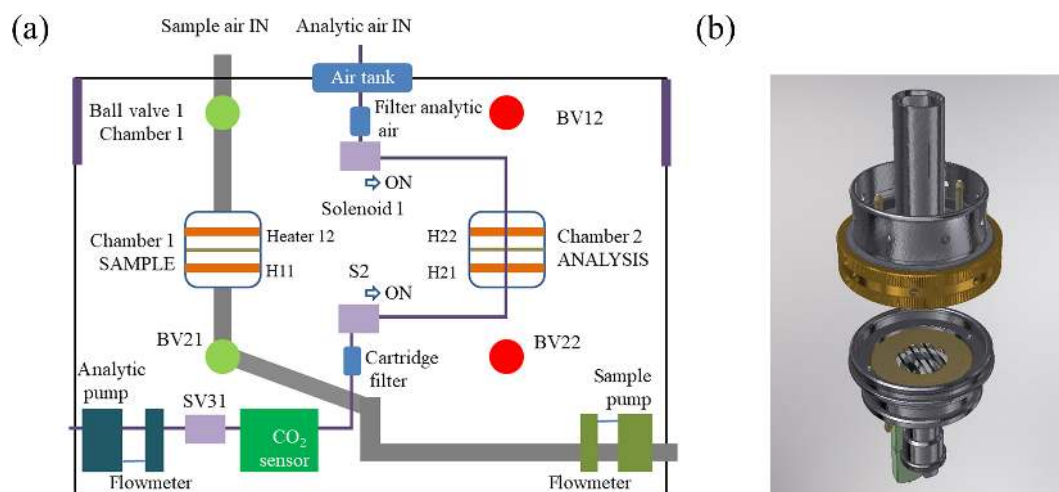 (a)
Sample air IN
Analytic air IN
(b)
Air tank
Ball valve 1
Chamber 1
Filter analytic
air
BV12
ON
Solenoid 1
Chamber 1
SAMPLE
Heater 12
H11
H22
H21
Chamber 2
ANALYSIS
S2
ON
BV21
BV22
Cartridge
filter
Analytic
pump
SV31
Sample
pump
CO₂
sensor
Flowmeter
Flowmeter